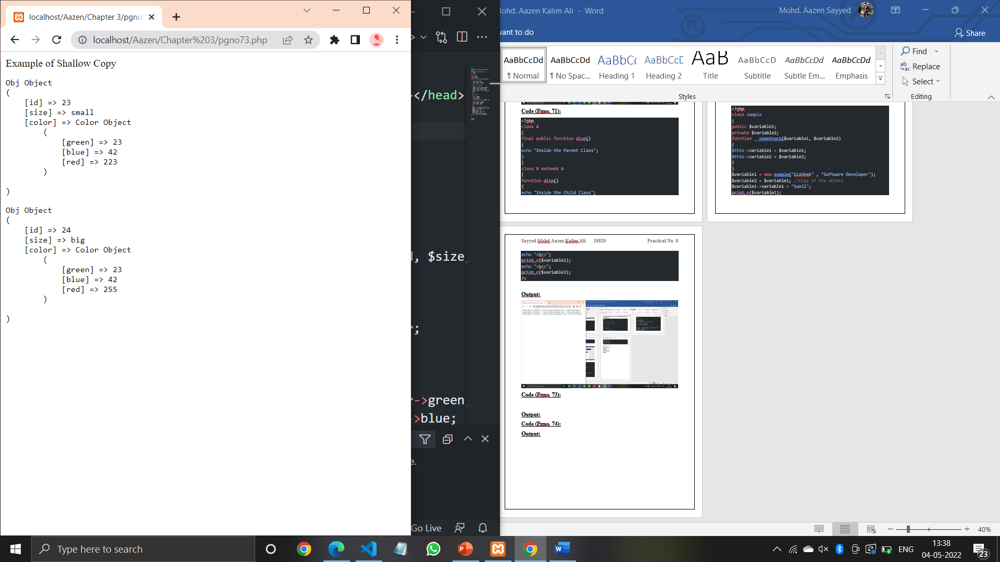 localhost/Aazen/Chapter 3/pgno
localhost/Aazen/Chapter%203/pgno73.php
Example of Shallow Copy
Obj Object
(
    [id] => 23
    [size] => small
    [color] => Color Object
        (
            [green] => 23
            [blue] => 42
            [red] => 223
        )
)
Obj Object
(
    [id] => 24
    [size] => big
    [color] => Color Object
        (
            [green] => 23
            [blue] => 42
            [red] => 255
        )
)
></head>
, $size
;
->green
>blue;
e.
Go Live
Mohd. Aazen Kalim Ali - Word
Mohd. Aazen Sayyed
want to do
Share
AaBbCcDd AaBbCcDd AaBbCc AaBbCcD AaB AaBbCcD AaBbCcDd AaBbCcDd
¶ Normal ¶ No Spac... Heading 1 Heading 2 Title Subtitle Subtle Em... Emphasis
Styles
Find
Replace
Select
Editing
Code (Pgno. 71):
<?php
class A
{
final public function disp()
{
echo "Inside the Parent Class";
}
}
class B extends A
{
function disp()
{
echo "Inside the Child Class";
<?php
class sample
{
public $variable1;
private $variable2;
function __construct($variable1, $variable2)
{
$this->variable1 = $variable1;
$this->variable2 = $variable2;
}
}
$variable1 = new sample("Siddhesh" , "Software Developer");
$variable2 = $variable1; //Copy of the object
$variable1->variable1 = "Sunil";
print_r($variable1);
Sayyed Mohd Aazen Kalim Ali 19820 Practical No. 8
echo "<br>";
print_r($variable2);
echo "<br>";
print_r($variable3);
?>
Output:
Code (Pgno. 73):
Output:
Code (Pgno. 74):
Output:
40%
Type here to search
ENG
13:38
04-05-2022
23